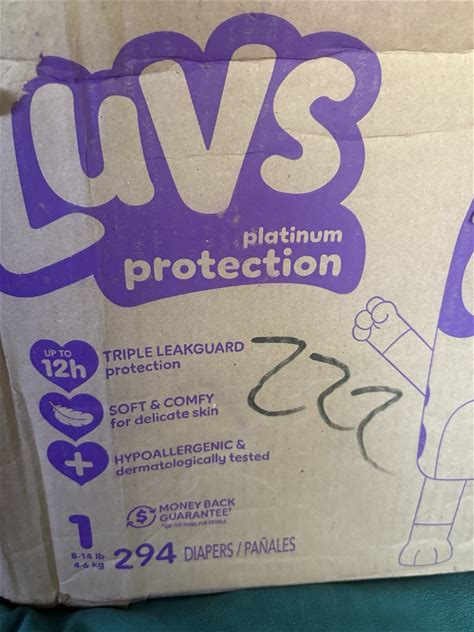 Luvs
platinum
protection
UP TO
12h
TRIPLE LEAKGUARD
protection
SOFT & COMFY
for delicate skin
HYPOALLERGENIC &
dermatologically tested
MONEY BACK
GUARANTEE†
1
8-14 lb
4-6 kg
294 DIAPERS / PAÑALES